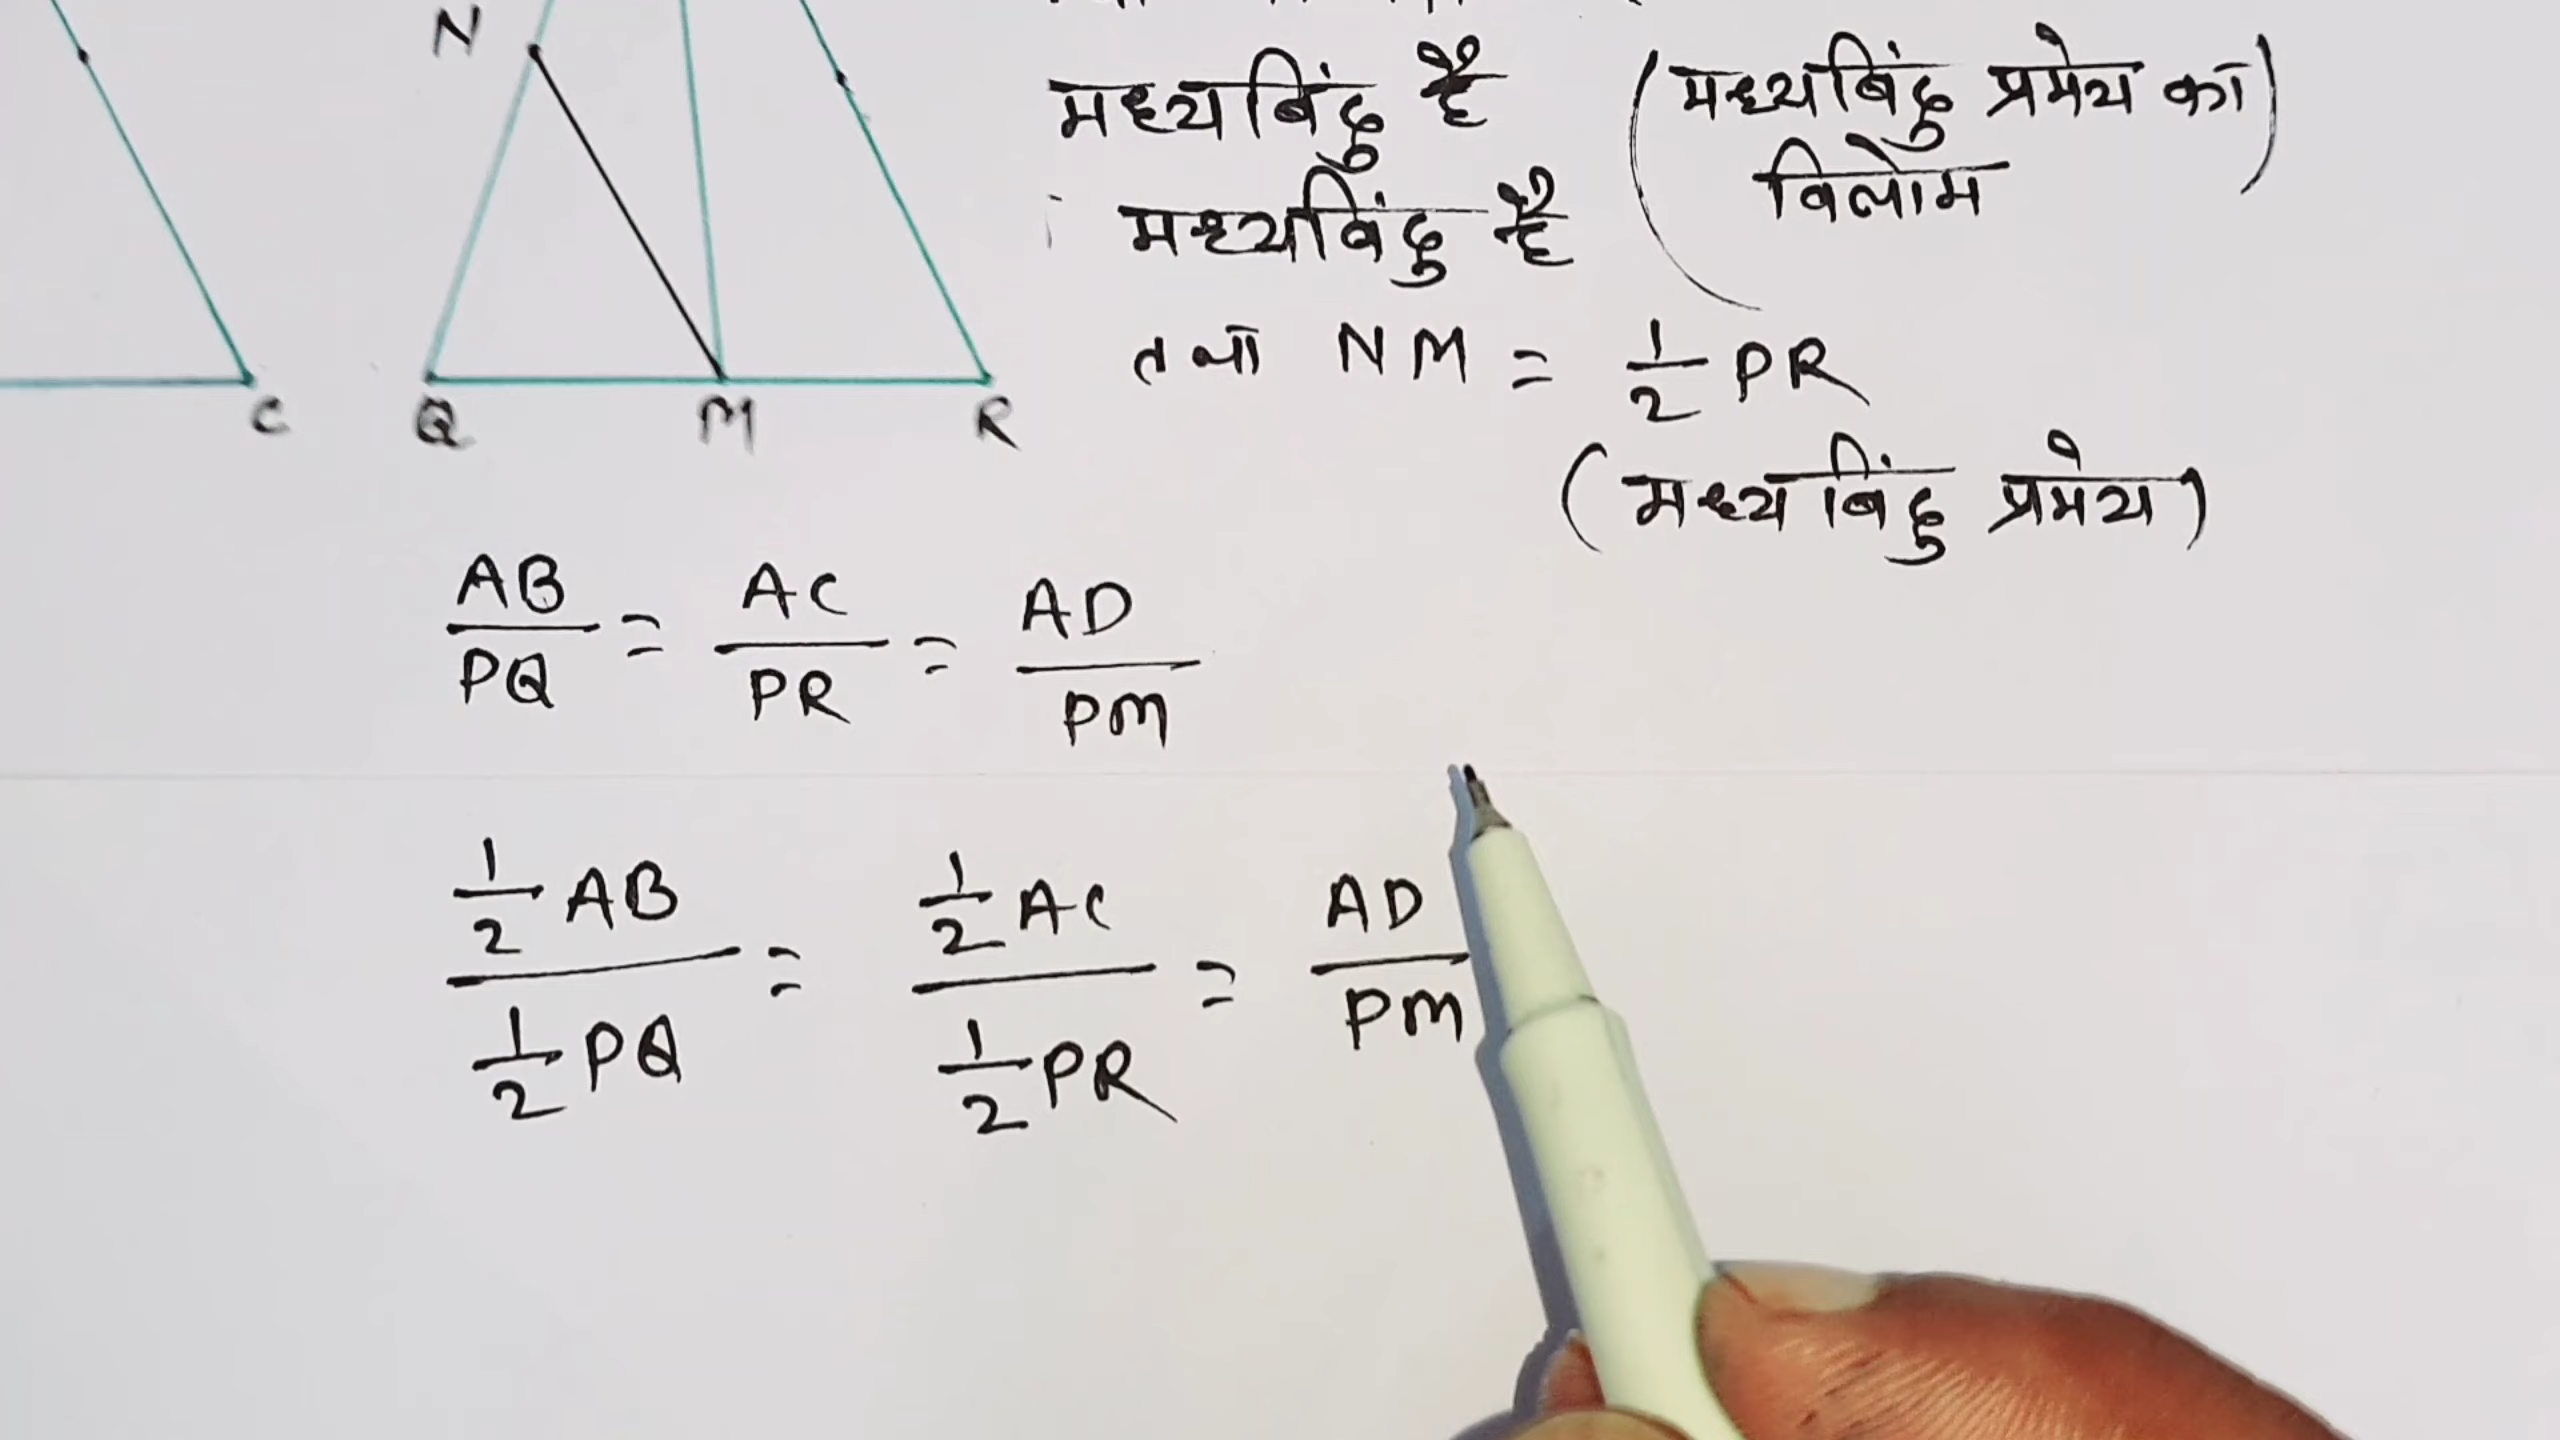 N
मध्यबिंदु है (मध्यबिंदु प्रमेय का
विलोम)
मध्यबिंदु है
तथा NM = 1/2 PR
C Q M R
(मध्यबिंदु प्रमेय)
AB/PQ = AC/PR = AD/PM
1/2 AB / 1/2 PQ = 1/2 AC / 1/2 PR = AD/PM